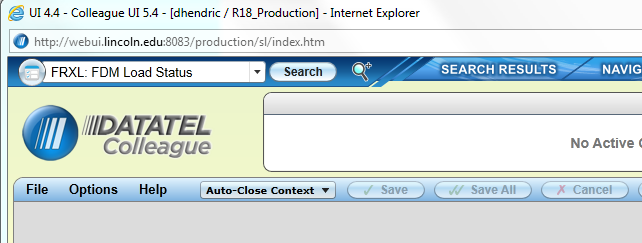 UI 4.4 - Colleague UI 5.4 - [dhendric / R18_Production] - Internet Explorer
http://webui.lincoln.edu:8083/production/sl/index.htm
FRXL: FDM Load Status Search SEARCH RESULTS NAVIG
DATATEL
Colleague
No Active
File Options Help Auto-Close Context Save Save All Cancel